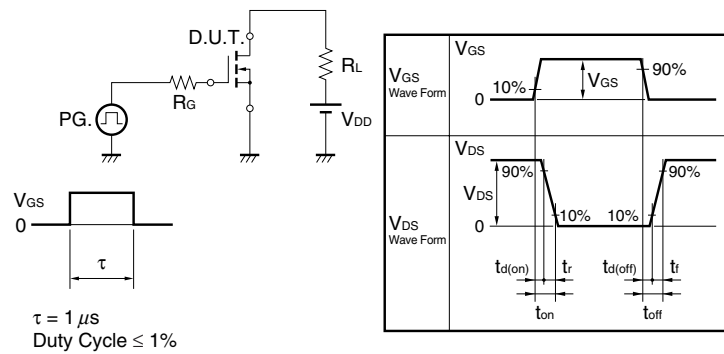 D.U.T.
RG
PG.
RL
VDD
VGS
0
τ
τ = 1 μs
Duty Cycle ≤ 1%
VGS
Wave Form
VGS
10%
0
VGS
90%
VDS
Wave Form
VDS
90%
VDS
10%
0
10%
90%
td(on)
tr
td(off)
tf
ton
toff